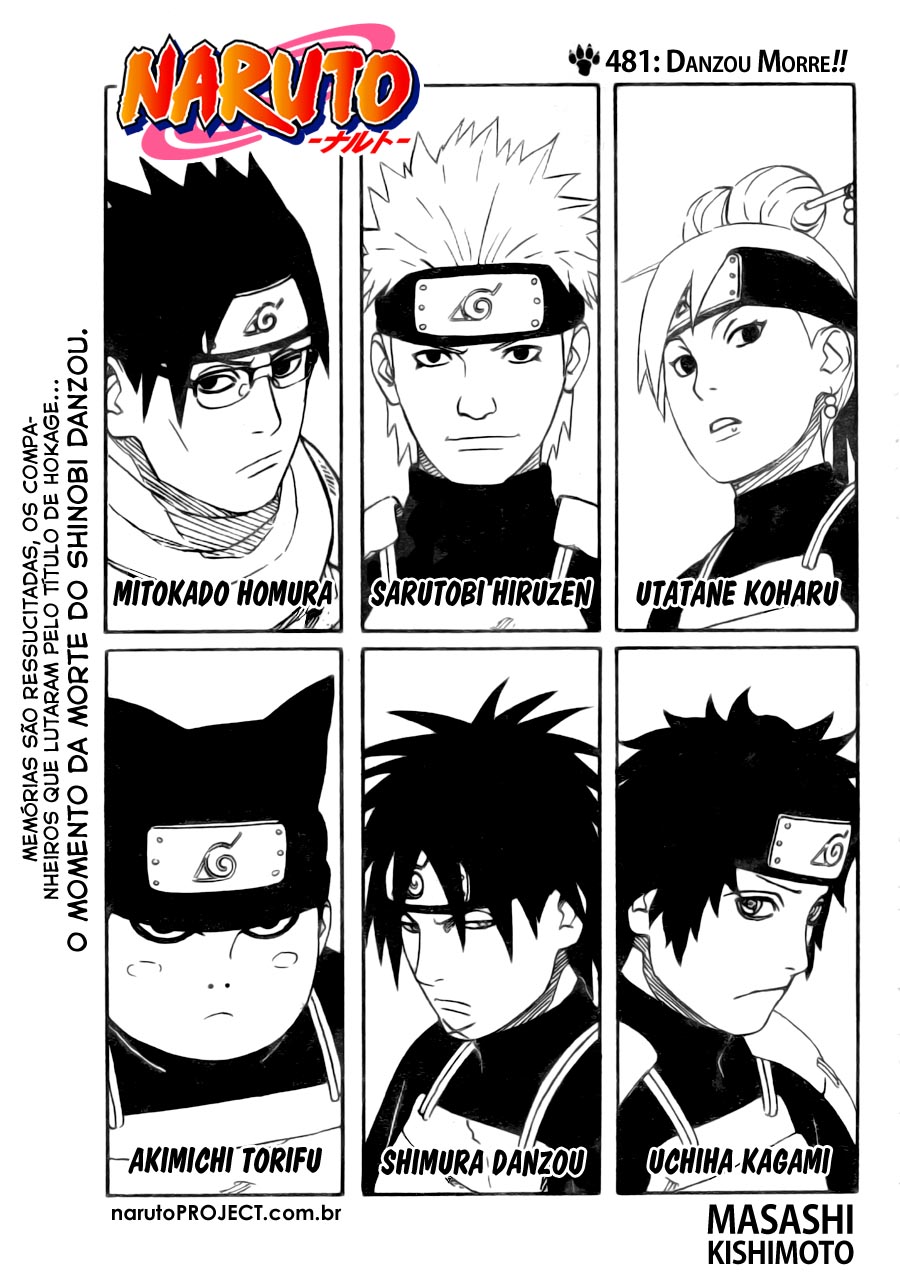 NARUTO
-ナルト-
481: DANZOU MORRE!!
MEMÓRIAS SÃO RESSUCITADAS, OS COMPA-
NHEIROS QUE LUTARAM PELO TÍTULO DE HOKAGE...
O MOMENTO DA MORTE DO SHINOBI DANZOU.
MITOKADO HOMURA
SARUTOBI HIRUZEN
UTATANE KOHARU
AKIMICHI TORIFU
SHIMURA DANZOU
UCHIHA KAGAMI
narutoPROJECT.com.br
MASASHI
KISHIMOTO